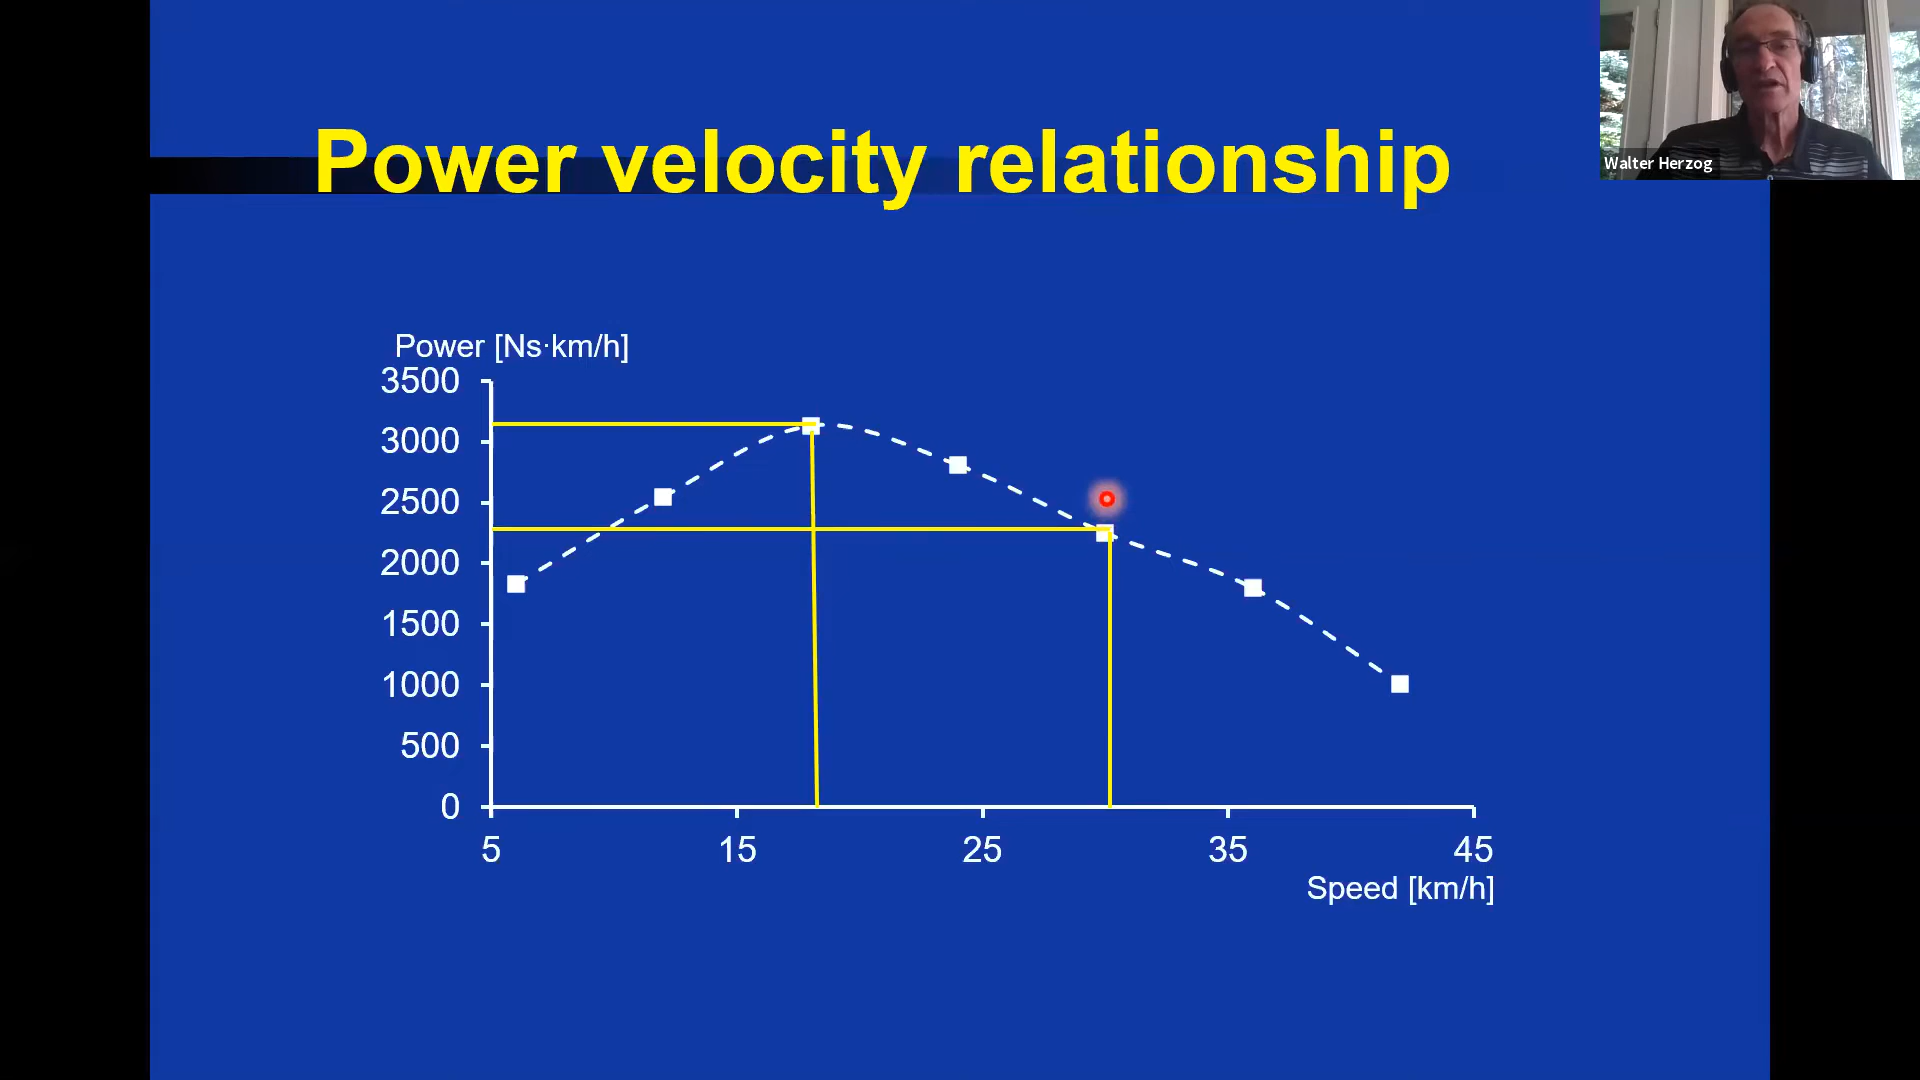 Walter Herzog
Power velocity relationship
Power [Ns·km/h]
3500
3000
2500
2000
1500
1000
500
0
5 15 25 35 45
Speed [km/h]